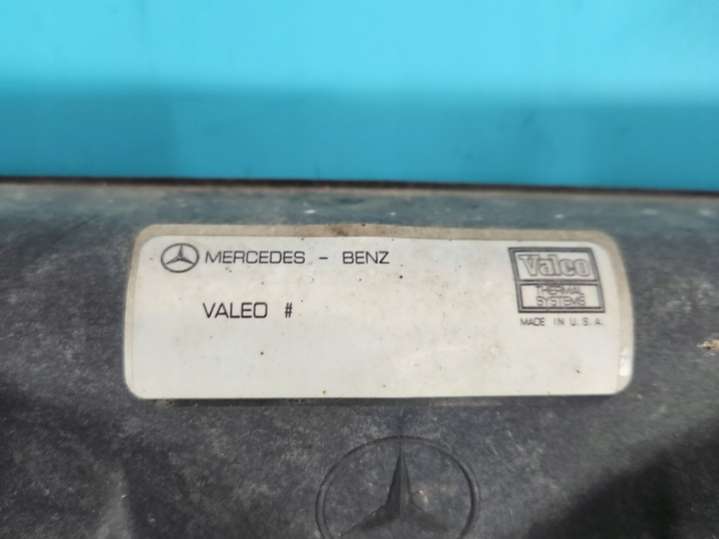 MERCEDES - BENZ
VALEO #
Valeo
THERMAL
SYSTEMS
MADE IN U.S.A.